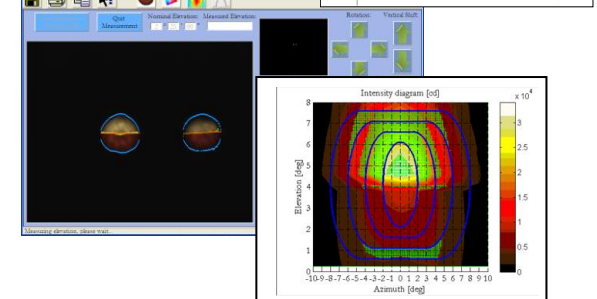 Quit
Measurement
Nominal Elevation: Measured Elevation:
Rotation: Vertical Shift:
Intensity diagram [cd]
x 10⁴
8
7
6
5
4
3
2
1
0
Elevation [deg]
3
2.5
2
1.5
1
0.5
0
-10-9-8-7-6-5-4-3-2-1 0 1 2 3 4 5 6 7 8 9 10
Azimuth [deg]
Measuring elevation, please wait...